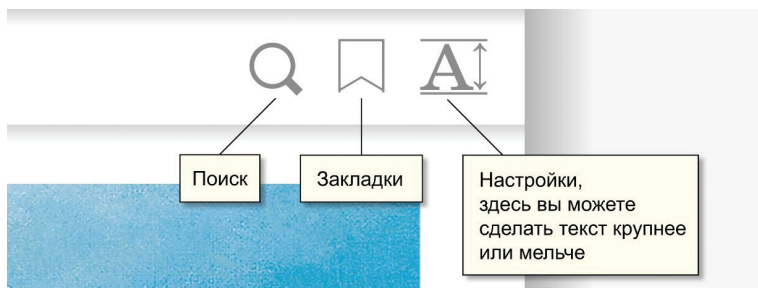 Поиск
Закладки
Настройки,
здесь вы можете
сделать текст крупнее
или мельче